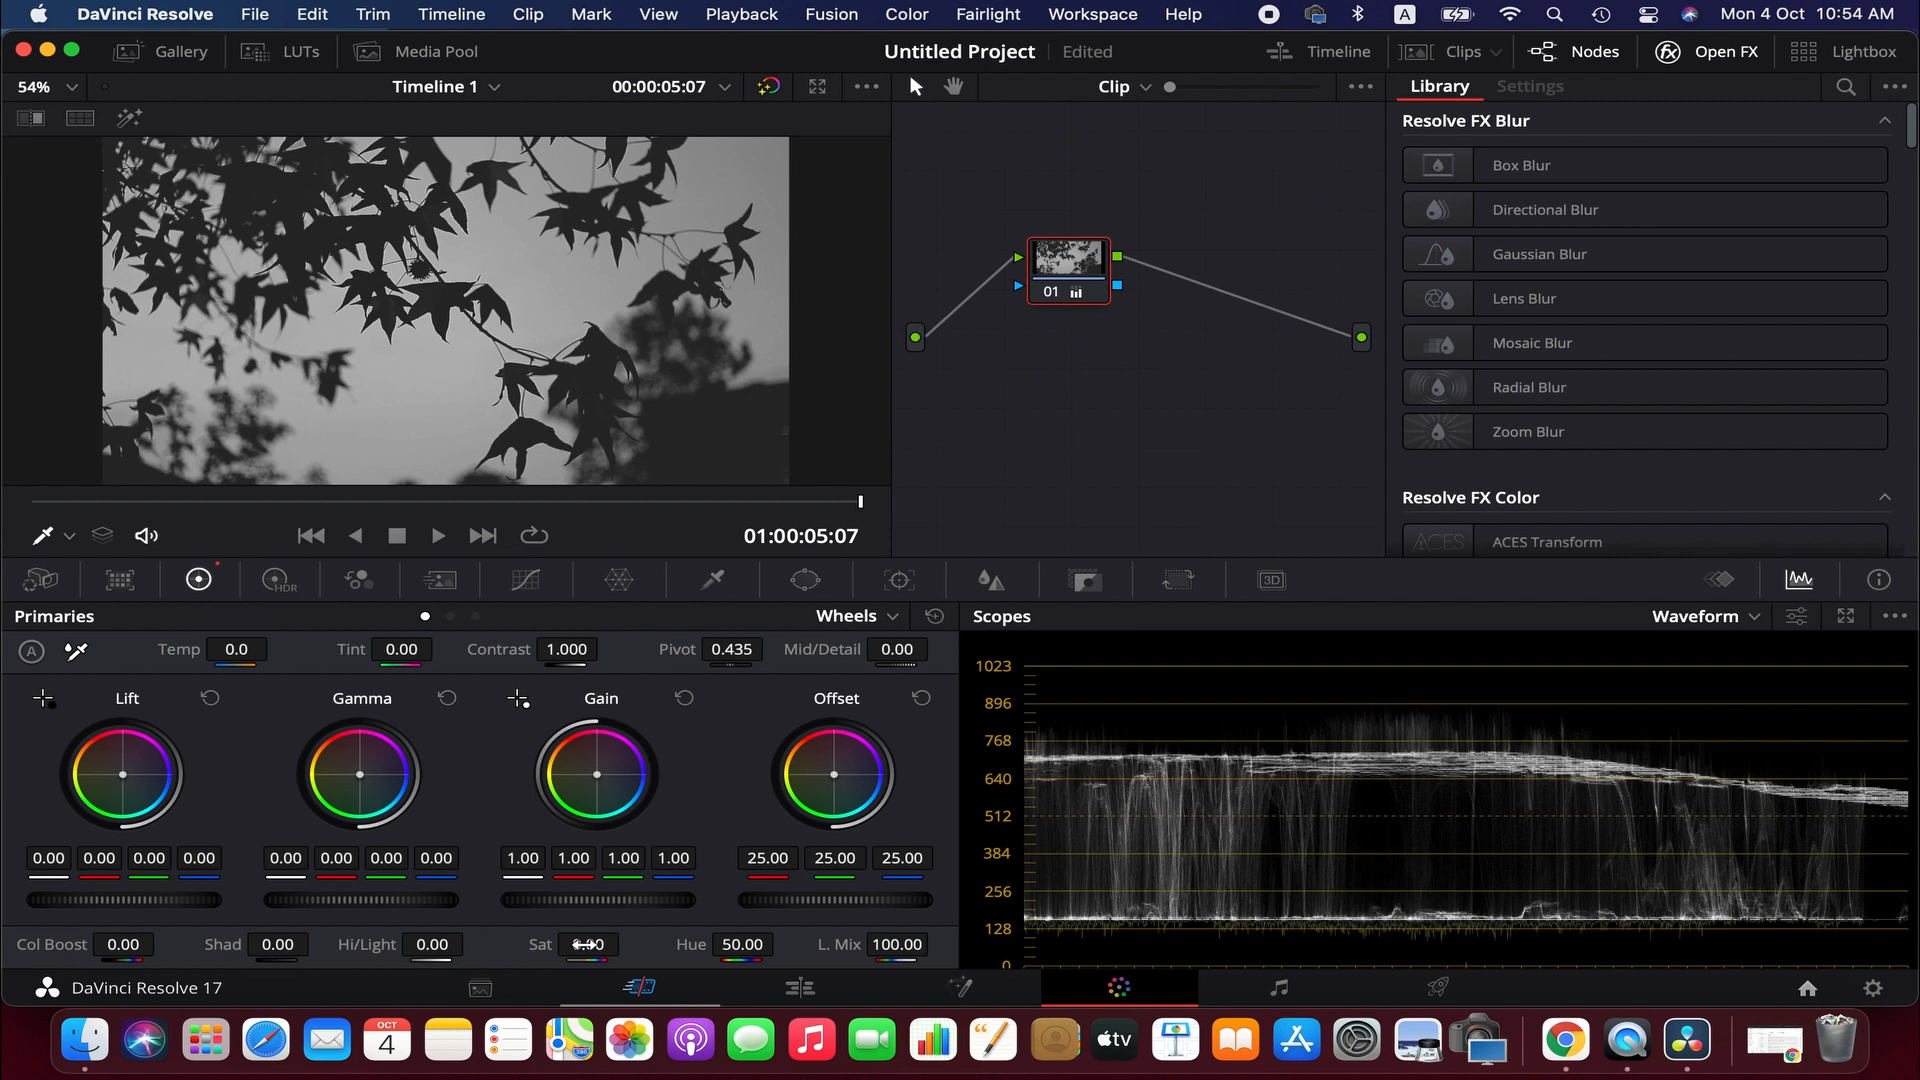 DaVinci Resolve File Edit Trim Timeline Clip Mark View Playback Fusion Color Fairlight Workspace Help A Mon 4 Oct 10:54 AM
Gallery LUTs Media Pool Untitled Project Edited Timeline Clips Nodes fx Open FX Lightbox
54% Timeline 1 00:00:05:07 Clip Library Settings
Resolve FX Blur
Box Blur
Directional Blur
Gaussian Blur
Lens Blur
Mosaic Blur
Radial Blur
Zoom Blur
Resolve FX Color
ACES ACES Transform
01
01:00:05:07
HDR 3D
Primaries Wheels
A Temp 0.0 Tint 0.00 Contrast 1.000 Pivot 0.435 Mid/Detail 0.00
Lift Gamma Gain Offset
0.00 0.00 0.00 0.00 0.00 0.00 0.00 0.00 1.00 1.00 1.00 1.00 25.00 25.00 25.00
Col Boost 0.00 Shad 0.00 Hi/Light 0.00 Sat Hue 50.00 L. Mix 100.00
Scopes Waveform
1023
896
768
640
512
384
256
128
0
DaVinci Resolve 17
OCT
4
280
tv